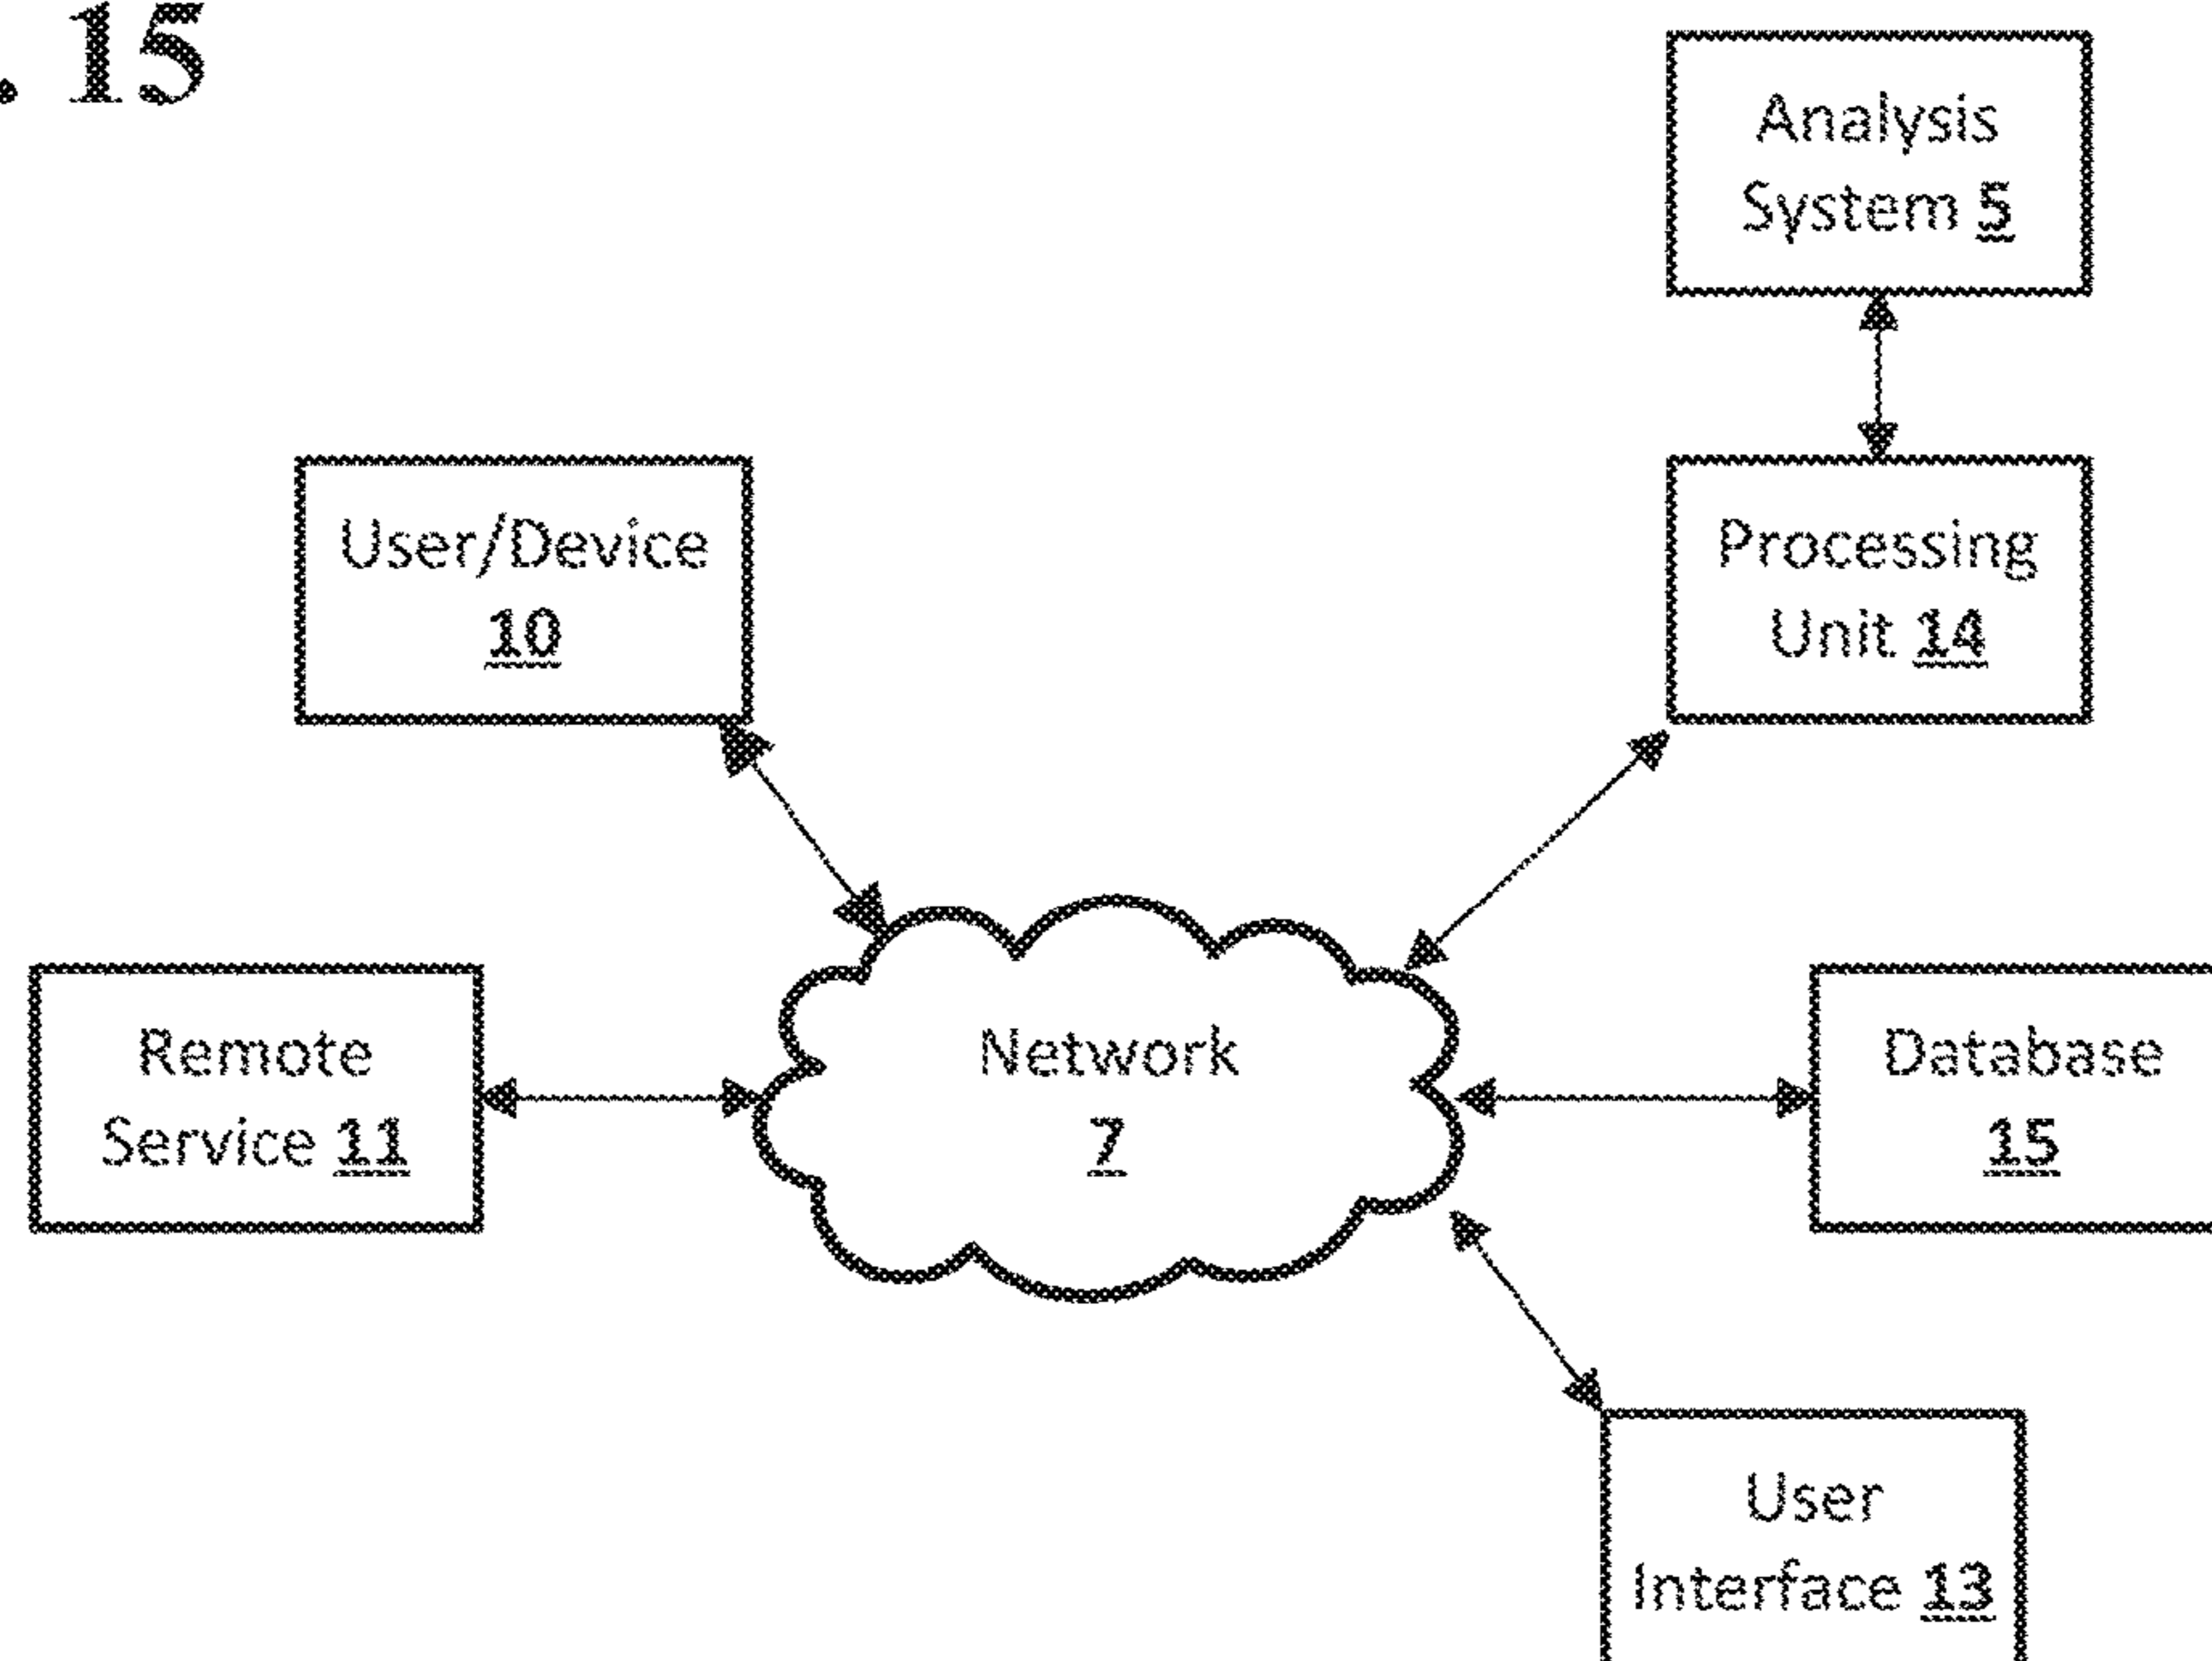 . 15
Analysis
System 5
User/Device
10
Processing
Unit 14
Remote
Service 11
Network
7
Database
15
User
Interface 13